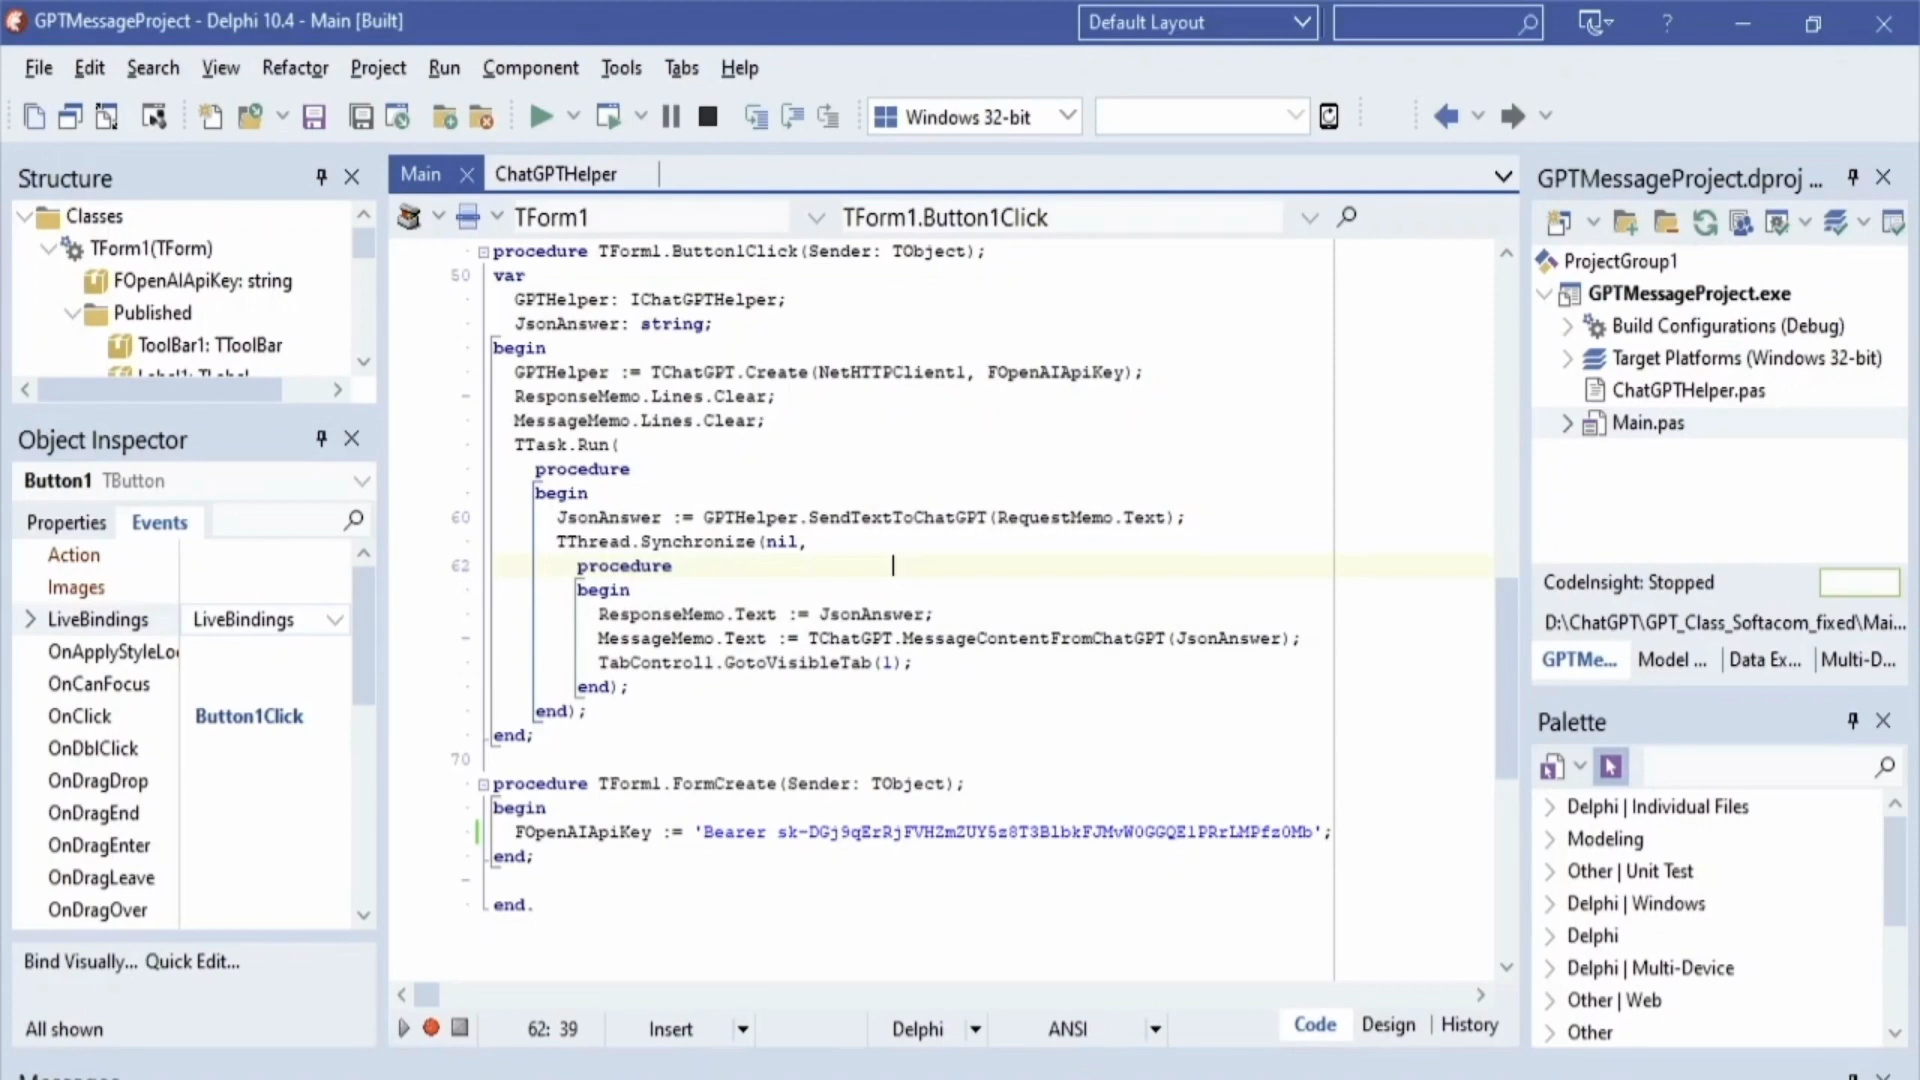 GPTMessageProject - Delphi 10.4 - Main [Built]
Default Layout
?
File Edit Search View Refactor Project Run Component Tools Tabs Help
Windows 32-bit
Structure
Classes
TForm1(TForm)
FOpenAIApiKey: string
Published
ToolBar1: TToolBar
Label1: TLabel
Object Inspector
Button1 TButton
Properties Events
Action
Images
LiveBindings LiveBindings
OnApplyStyleLo
OnCanFocus
OnClick Button1Click
OnDblClick
OnDragDrop
OnDragEnd
OnDragEnter
OnDragLeave
OnDragOver
Bind Visually... Quick Edit...
All shown
Main ChatGPTHelper
TForm1 TForm1.Button1Click
procedure TForm1.Button1Click(Sender: TObject);
50 var
GPTHelper: IChatGPTHelper;
JsonAnswer: string;
begin
GPTHelper := TChatGPT.Create(NetHTTPClient1, FOpenAIApiKey);
ResponseMemo.Lines.Clear;
MessageMemo.Lines.Clear;
TTask.Run(
procedure
begin
60 JsonAnswer := GPTHelper.SendTextToChatGPT(RequestMemo.Text);
TThread.Synchronize(nil,
62 procedure
begin
ResponseMemo.Text := JsonAnswer;
MessageMemo.Text := TChatGPT.MessageContentFromChatGPT(JsonAnswer);
TabControl1.GotoVisibleTab(1);
end);
end);
end;
70
procedure TForm1.FormCreate(Sender: TObject);
begin
FOpenAIApiKey := 'Bearer
end;
end.
62: 39 Insert Delphi ANSI Code Design History
GPTMessageProject.dproj ...
ProjectGroup1
GPTMessageProject.exe
Build Configurations (Debug)
Target Platforms (Windows 32-bit)
ChatGPTHelper.pas
Main.pas
CodeInsight: Stopped
D:\ChatGPT\GPT_Class_Softacom_fixed\Mai...
GPTMe... Model ... Data Ex... Multi-D...
Palette
Delphi | Individual Files
Modeling
Other | Unit Test
Delphi | Windows
Delphi
Delphi | Multi-Device
Other | Web
Other